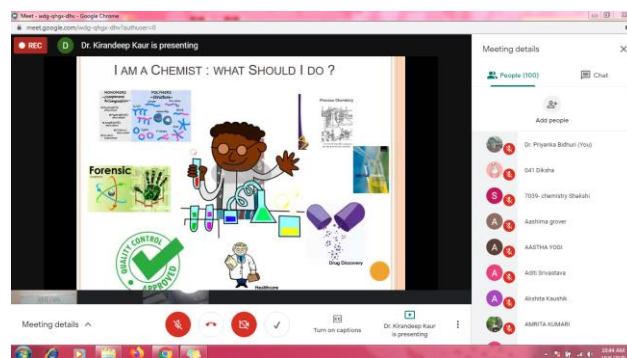 Meet - wdg-qhgx-dhv - Google Chrome
meet.google.com/wdg-qhgx-dhv?authuser=0
REC
D
Dr. Kirandeep Kaur is presenting
I AM A CHEMIST : WHAT SHOULD I DO ?
MONOMERS
POLYMERS
Process Chemistry
Forensic
QUALITY CONTROL
APPROVED
Healthcare
Drug Discovery
Meeting details
People (100)
Chat
Add people
Dr. Priyanka Bidhuri (You)
041 Diksha
S
7039- chemistry Shakshi
A
Aashima grover
A
AASTHA YOGI
A
Aditi Srivastava
A
Akshita Kaushik
AMRITA KUMARI
Meeting details
Turn on captions
Dr. Kirandeep Kaur
is presenting